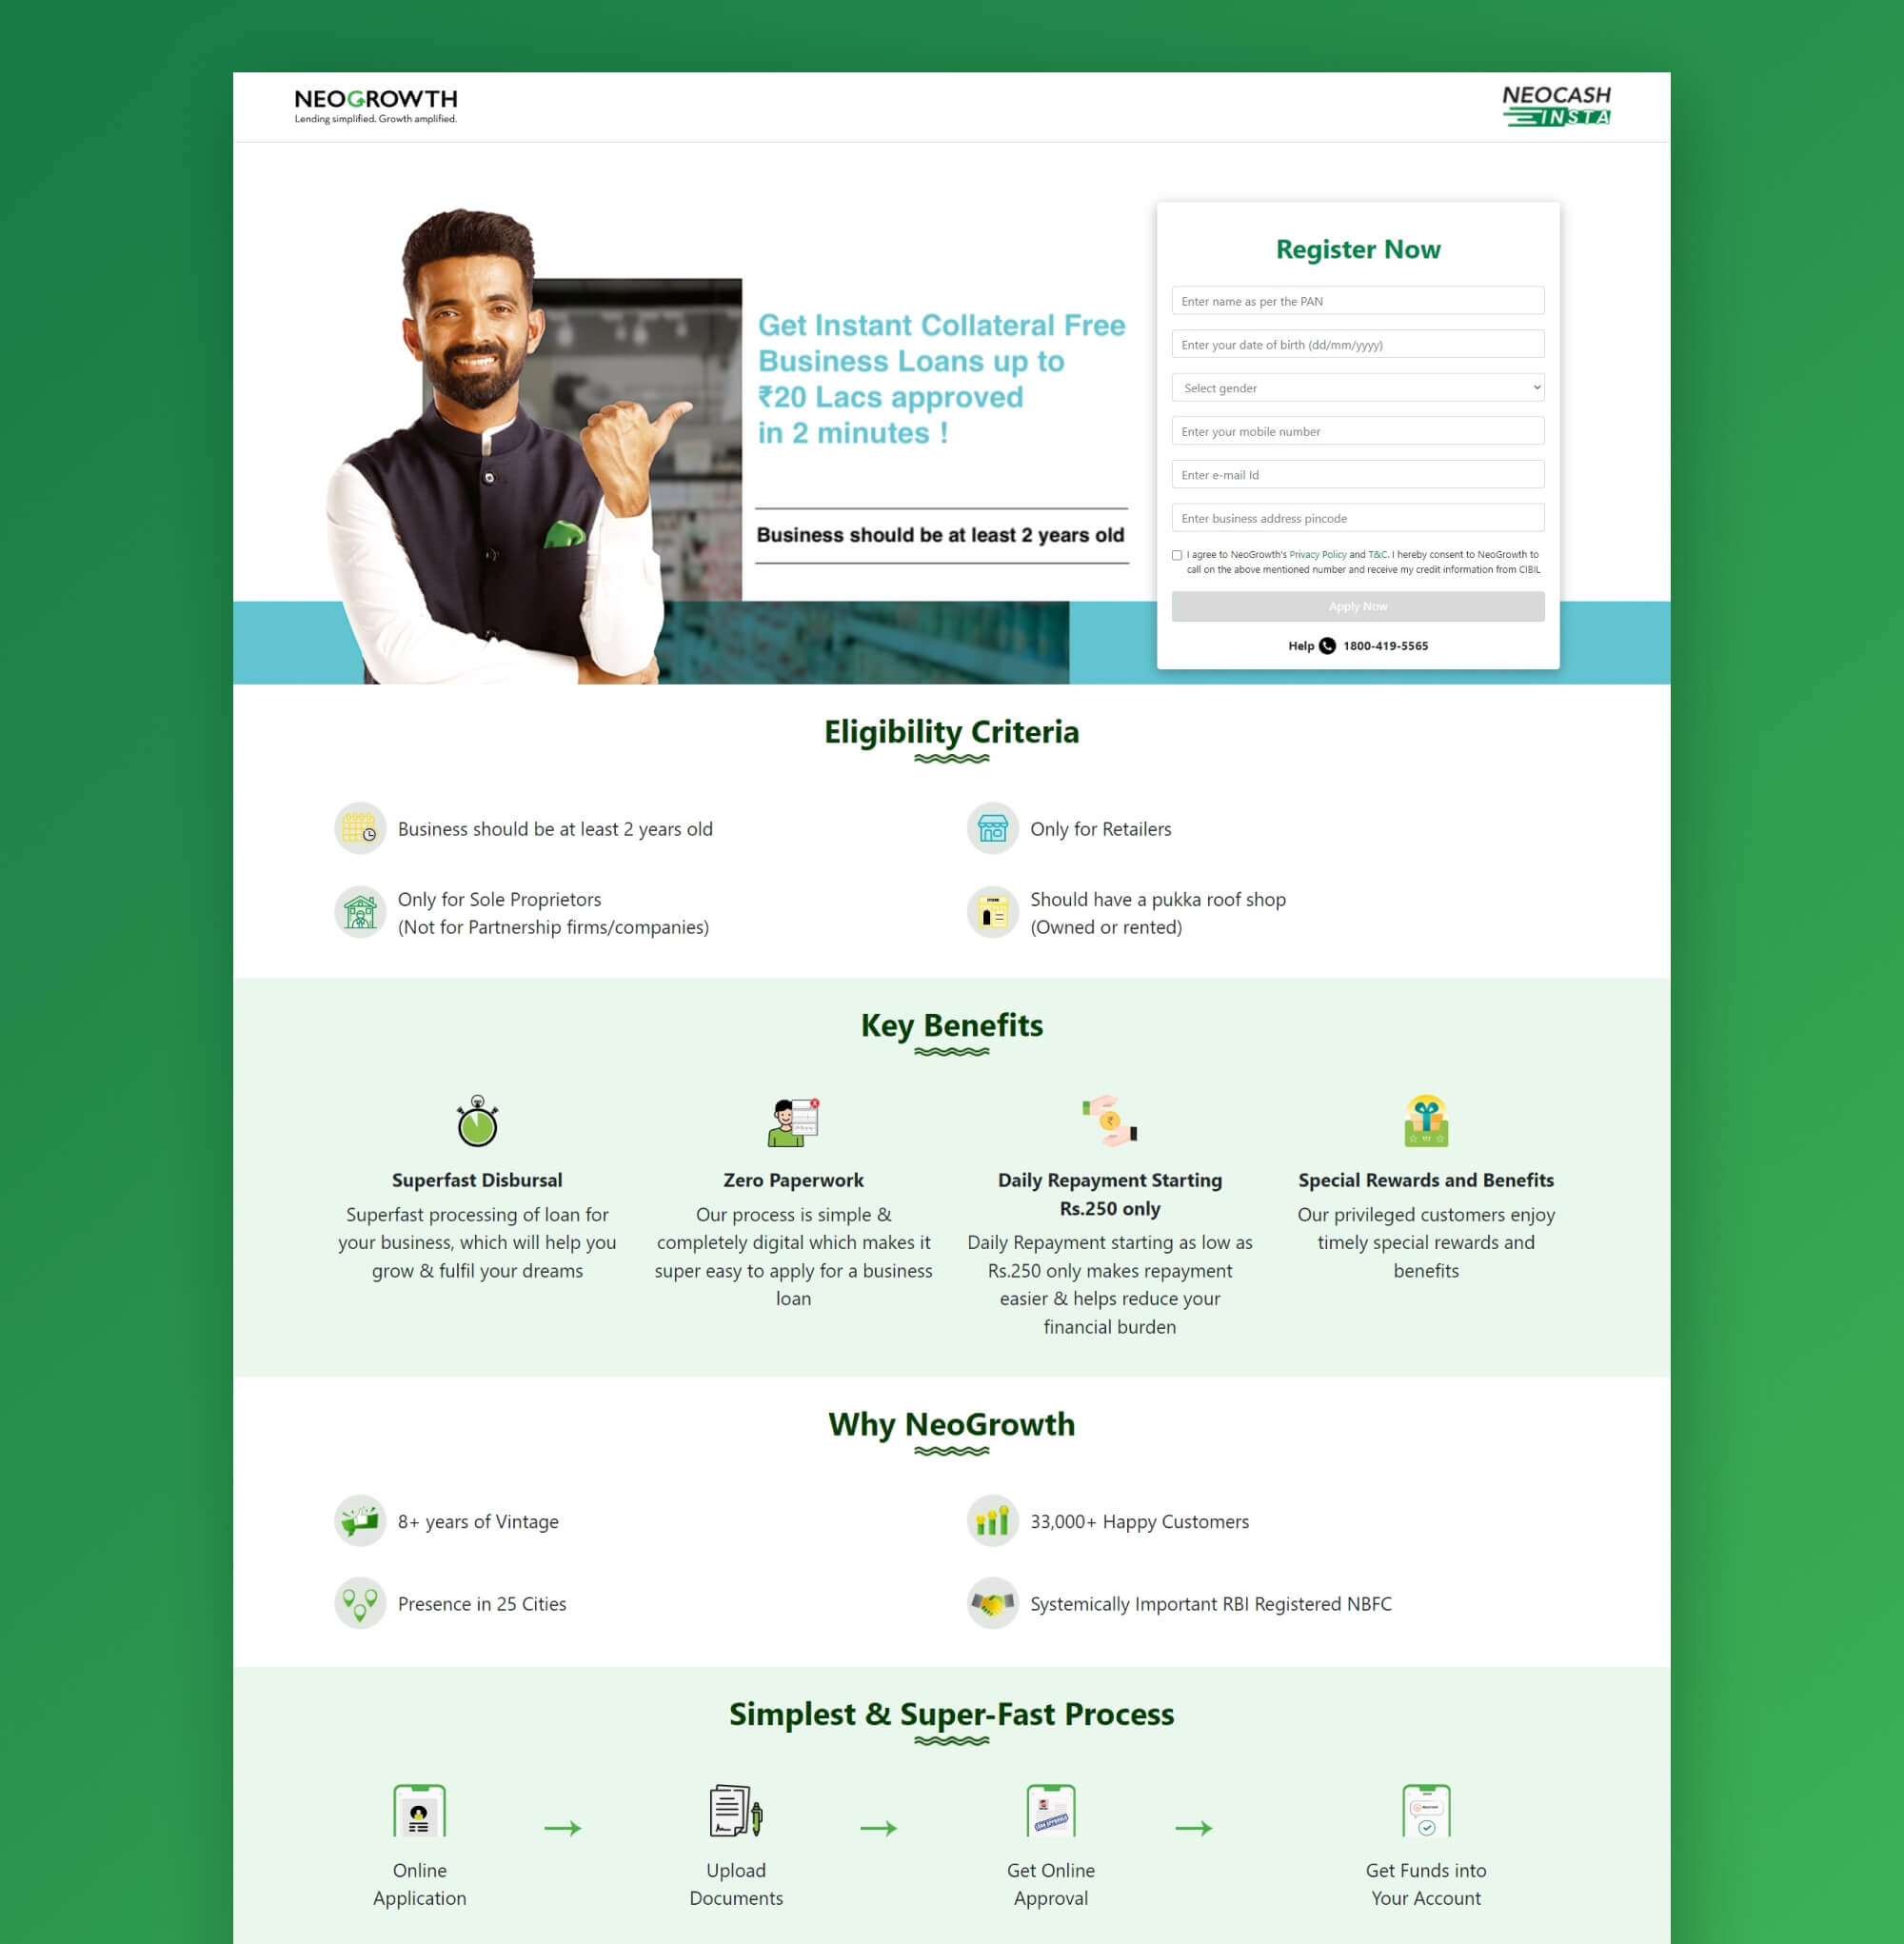 NEOGROWTH
Lending simplified. Growth amplified.
NEOCASH
INSTA
Get Instant Collateral Free
Business Loans up to
₹20 Lacs approved
in 2 minutes !
Business should be at least 2 years old
Register Now
Enter name as per the PAN
Enter your date of birth (dd/mm/yyyy)
Select gender
Enter your mobile number
Enter e-mail Id
Enter business address pincode
I agree to NeoGrowth's Privacy Policy and T&C. I hereby consent to NeoGrowth to
call on the above mentioned number and receive my credit information from CIBIL
Apply Now
Help 1800-419-5565
Eligibility Criteria
Business should be at least 2 years old
Only for Retailers
Only for Sole Proprietors
(Not for Partnership firms/companies)
Should have a pukka roof shop
(Owned or rented)
Key Benefits
Superfast Disbursal
Superfast processing of loan for
your business, which will help you
grow & fulfil your dreams
Zero Paperwork
Our process is simple &
completely digital which makes it
super easy to apply for a business
loan
Daily Repayment Starting
Rs.250 only
Daily Repayment starting as low as
Rs.250 only makes repayment
easier & helps reduce your
financial burden
Special Rewards and Benefits
Our privileged customers enjoy
timely special rewards and
benefits
Why NeoGrowth
8+ years of Vintage
33,000+ Happy Customers
Presence in 25 Cities
Systemically Important RBI Registered NBFC
Simplest & Super-Fast Process
Online
Application
Upload
Documents
Get Online
Approval
Get Funds into
Your Account